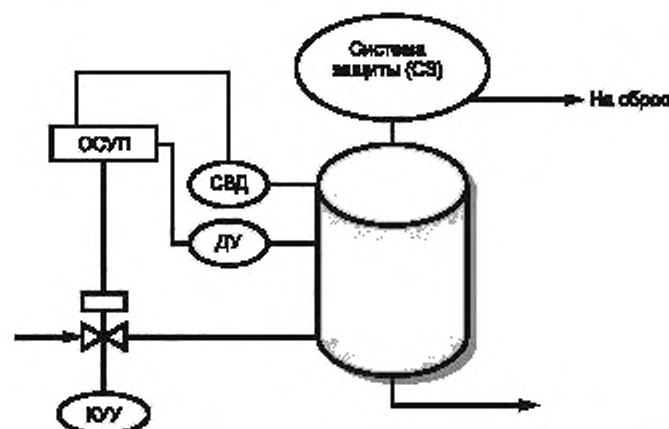 Система
защиты (СЗ)
На сброс
ОСУП
СВД
ДУ
КУУ